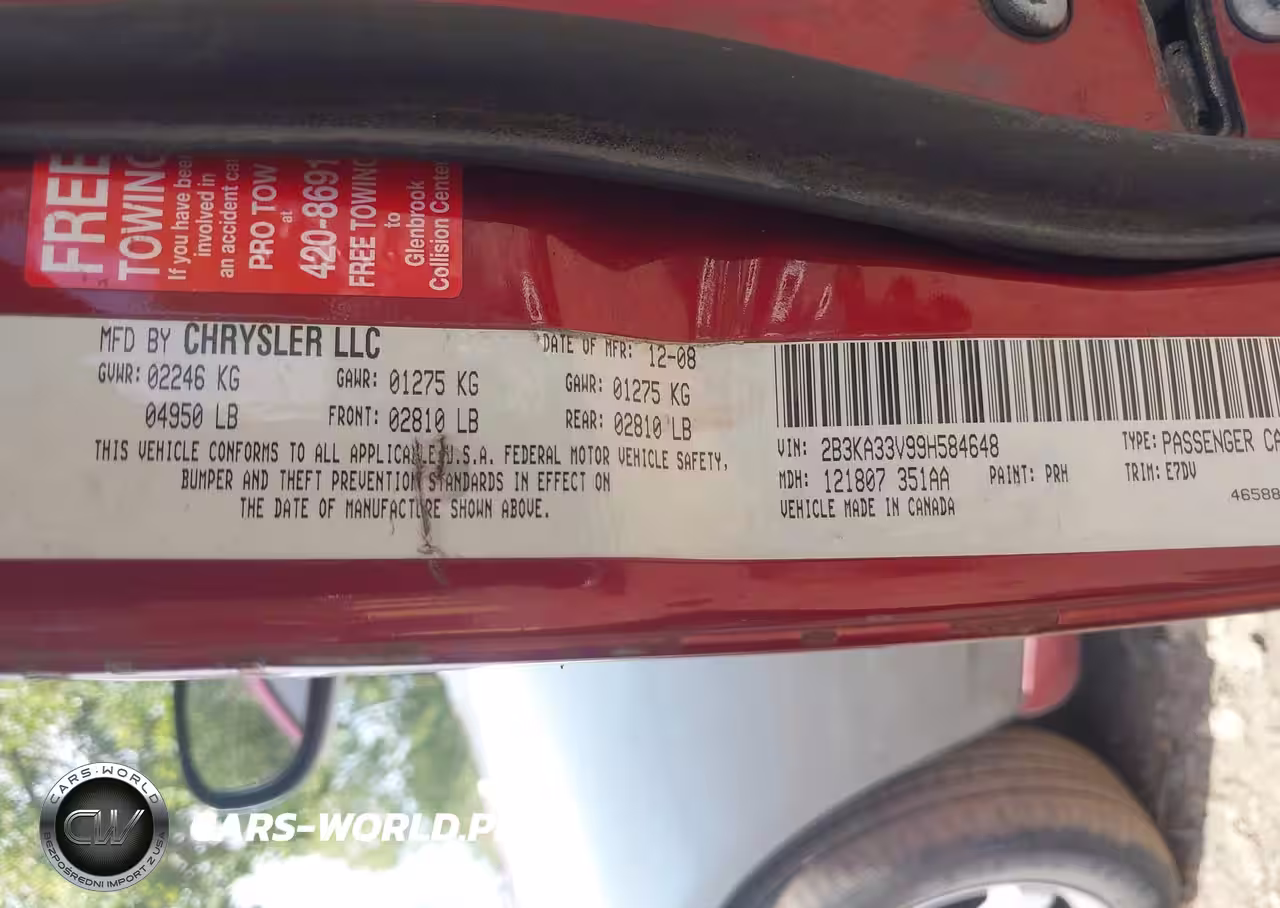 FREE
TOWING
If you have been
involved in
an accident
PRO TOW
at
420-8691
FREE TOWING
to
Glenbrook
Collision Center
MFD BY CHRYSLER LLC
DATE OF MFR: 12-08
GVWR: 02246 KG GAWR: 01275 KG GAWR: 01275 KG
04950 LB FRONT: 02810 LB REAR: 02810 LB
THIS VEHICLE CONFORMS TO ALL APPLICABLE U.S.A. FEDERAL MOTOR VEHICLE SAFETY,
BUMPER AND THEFT PREVENTION STANDARDS IN EFFECT ON
THE DATE OF MANUFACTURE SHOWN ABOVE.
VIN: 2B3KA33V99H584648 TYPE: PASSENGER
MDH: 121807 351AA PAINT: PRH TRIM: E7DV
VEHICLE MADE IN CANADA
46588
CARS-WORLD
CW
BEZPOŚREDNI IMPORT Z USA
CARS-WORLD.P